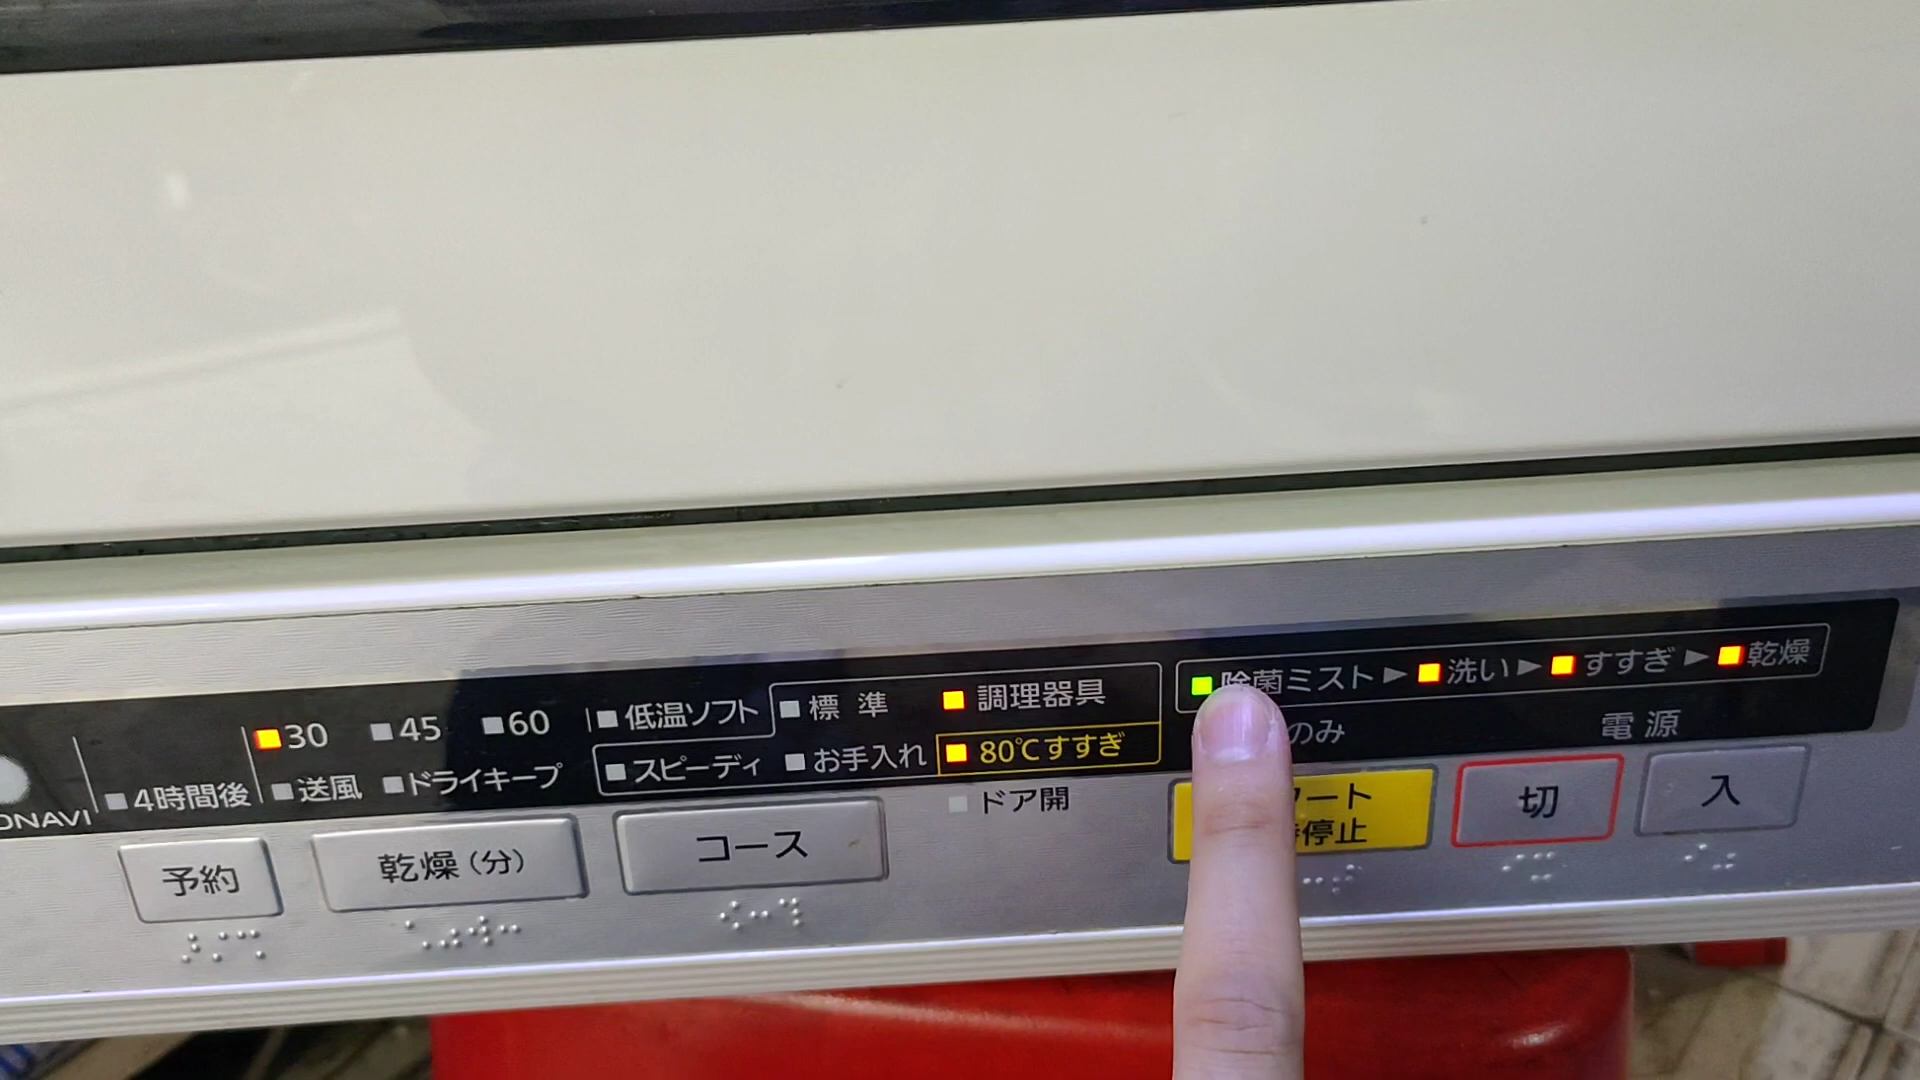 30 45 60 低温ソフト 標準 調理器具
除菌ミスト▶洗い▶すすぎ▶乾燥
4時間後 送風 ドライキープ スピーディ お手入れ 80℃すすぎ
のみ 電源
ドア開
予約 乾燥(分) コース
ート 切 入
停止